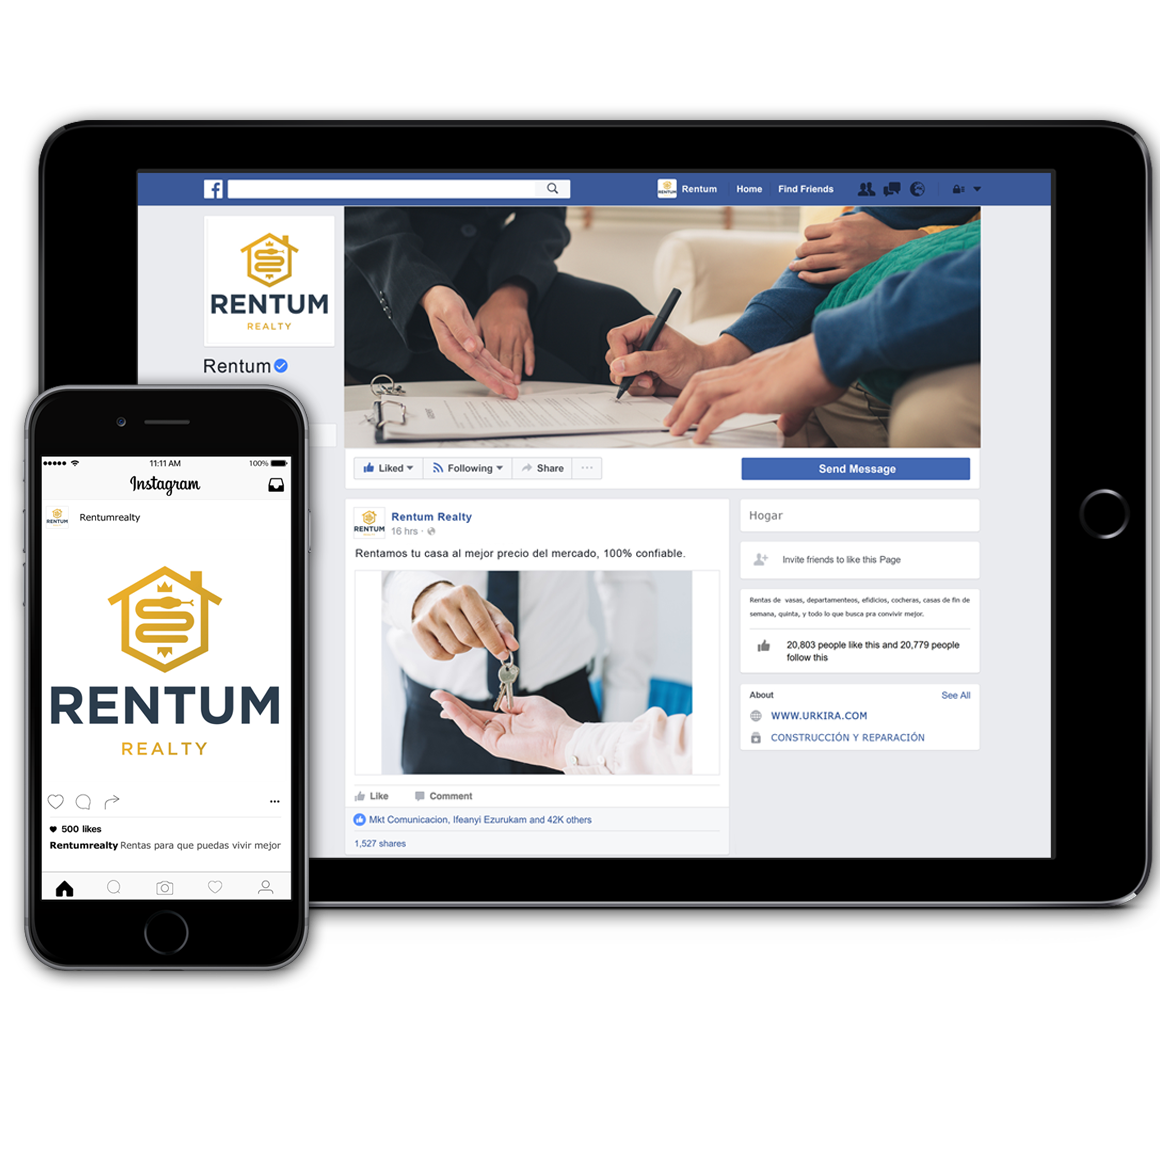 f
RENTUM
Rentum
Home
Find Friends
RENTUM
REALTY
Rentum
Liked
Following
Share
Send Message
RENTUM
REALTY
Rentum Realty
16 hrs
Rentamos tu casa al mejor precio del mercado, 100% confiable.
Like
Comment
Mkt Comunicacion, Ifeanyi Ezurukam and 42K others
1,527 shares
Hogar
Invite friends to like this Page
Rentas de vasas, departamenteos, efidicios, cocheras, casas de fin de
semana, quinta, y todo lo que busca pra convivir mejor.
20,803 people like this and 20,779 people
follow this
About
See All
WWW.URKIRA.COM
CONSTRUCCIÓN Y REPARACIÓN
11:11 AM
100%
Instagram
RENTUM
REALTY
Rentumrealty
RENTUM
REALTY
500 likes
Rentumrealty Rentas para que puedas vivir mejor